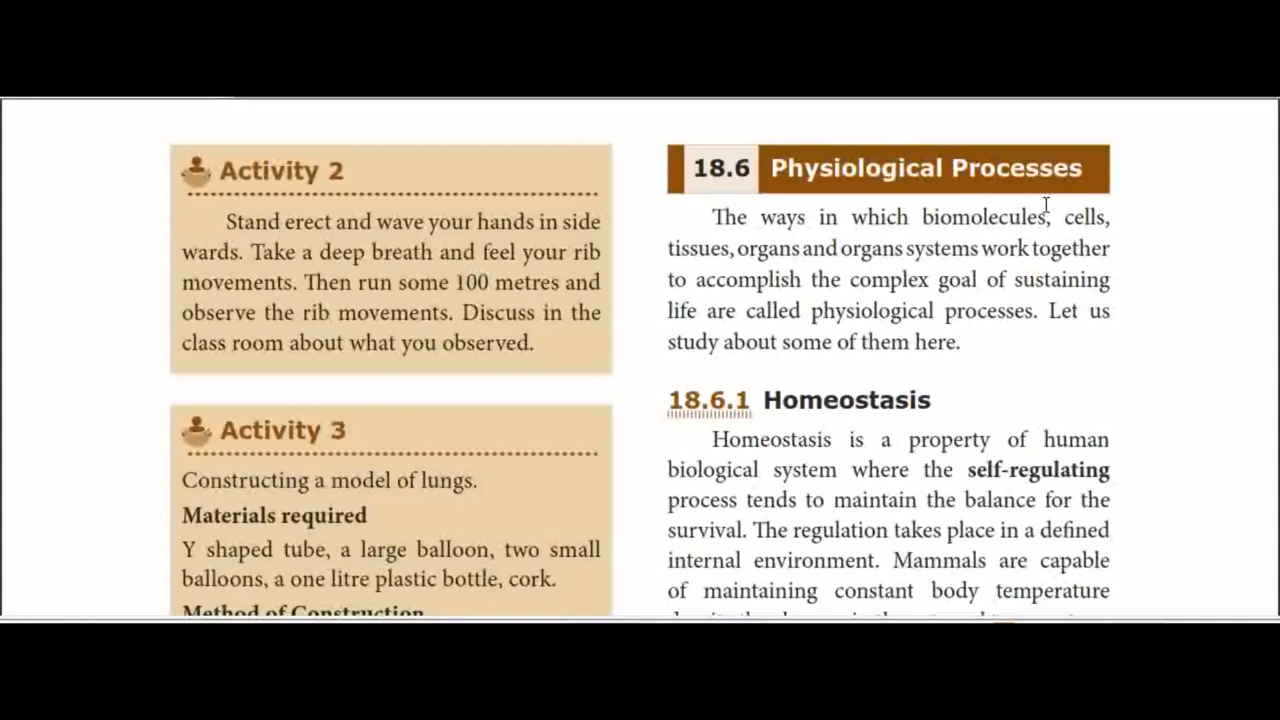 Activity 2
Stand erect and wave your hands in side
wards. Take a deep breath and feel your rib
movements. Then run some 100 metres and
observe the rib movements. Discuss in the
class room about what you observed.
Activity 3
Constructing a model of lungs.
Materials required
Y shaped tube, a large balloon, two small
balloons, a one litre plastic bottle, cork.
Method of Construction
18.6 Physiological Processes
The ways in which biomolecules, cells,
tissues, organs and organs systems work together
to accomplish the complex goal of sustaining
life are called physiological processes. Let us
study about some of them here.
18.6.1 Homeostasis
Homeostasis is a property of human
biological system where the self-regulating
process tends to maintain the balance for the
survival. The regulation takes place in a defined
internal environment. Mammals are capable
of maintaining constant body temperature